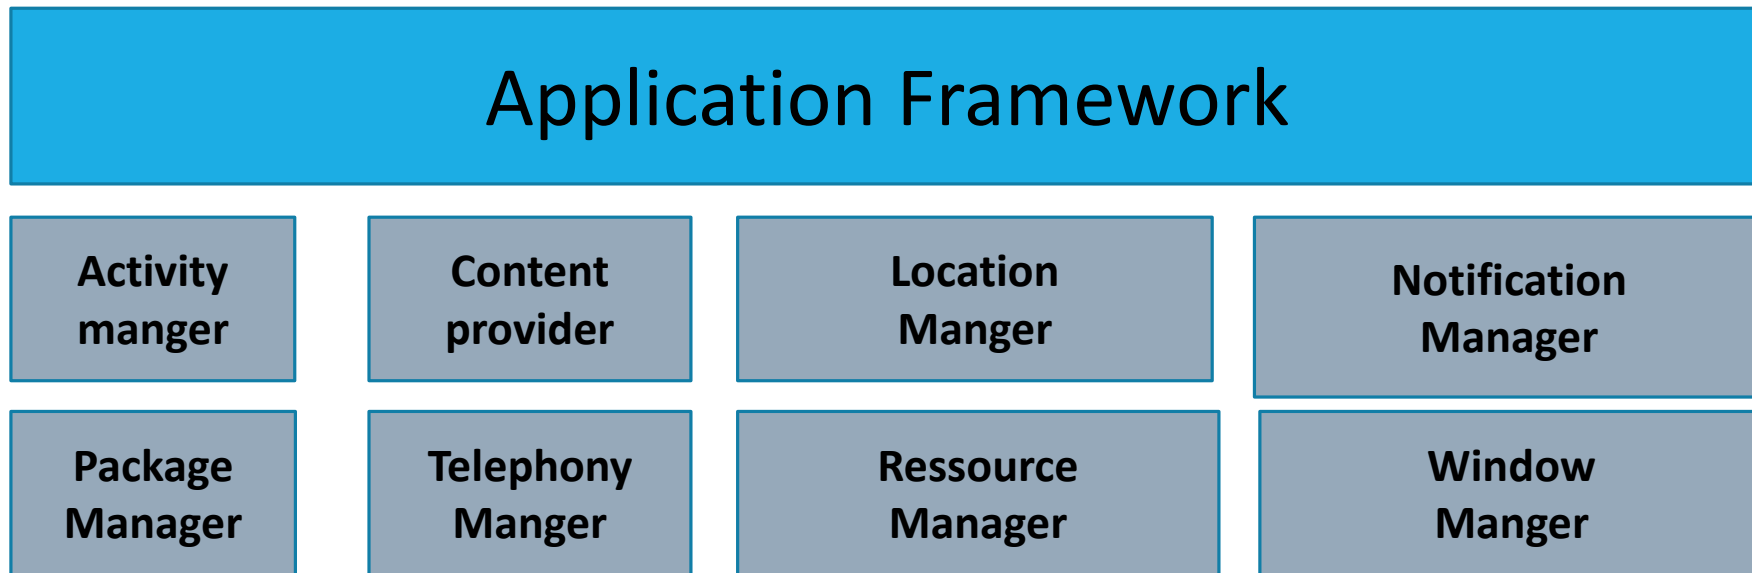 Application Framework
Activity
manger
Content
provider
Location
Manger
Notification
Manager
Package
Manager
Telephony
Manger
Ressource
Manager
Window
Manger